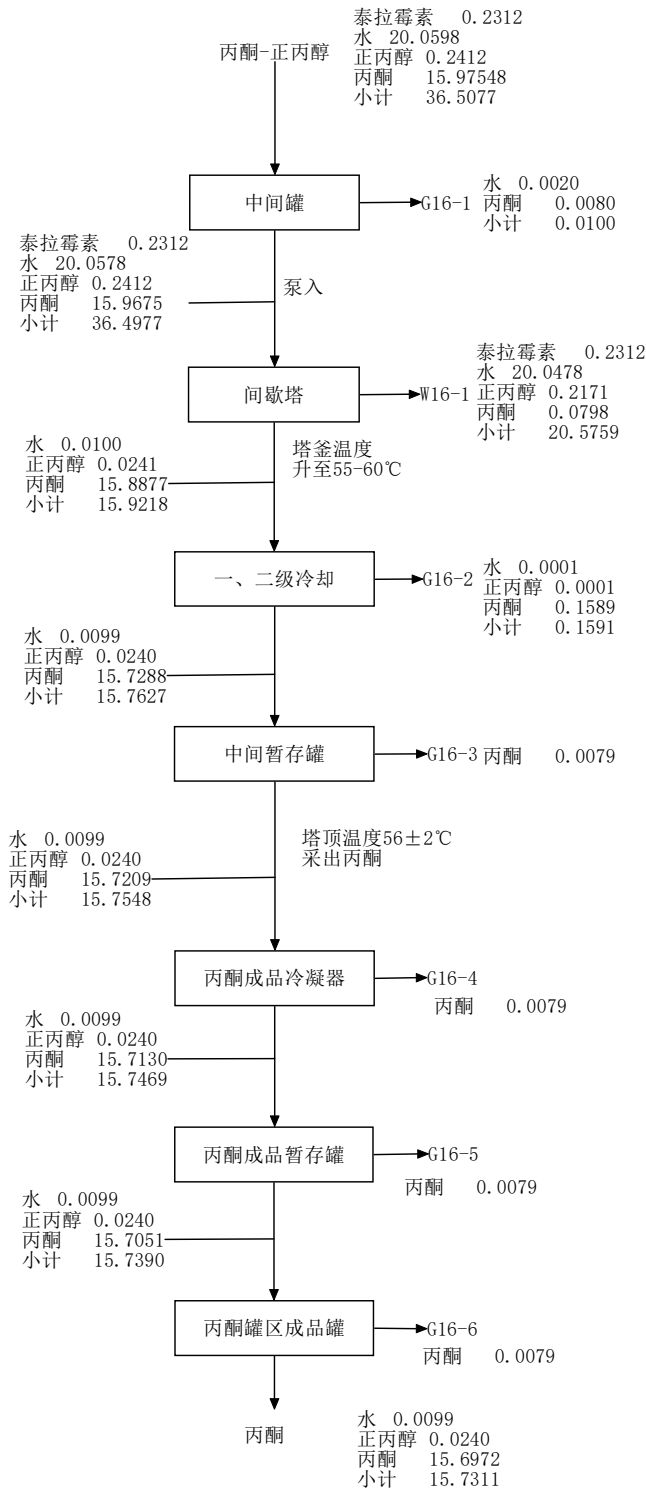 丙酮-正丙醇
泰拉霉素 0.2312
水 20.0598
正丙醇 0.2412
丙酮 15.97548
小计 36.5077
中间罐
G16-1
水 0.0020
丙酮 0.0080
小计 0.0100
泰拉霉素 0.2312
水 20.0578
正丙醇 0.2412
丙酮 15.9675
小计 36.4977
泵入
间歇塔
W16-1
泰拉霉素 0.2312
水 20.0478
正丙醇 0.2171
丙酮 0.0798
小计 20.5759
水 0.0100
正丙醇 0.0241
丙酮 15.8877
小计 15.9218
塔釜温度
升至55-60℃
一、二级冷却
G16-2
水 0.0001
正丙醇 0.0001
丙酮 0.1589
小计 0.1591
水 0.0099
正丙醇 0.0240
丙酮 15.7288
小计 15.7627
中间暂存罐
G16-3
丙酮 0.0079
水 0.0099
正丙醇 0.0240
丙酮 15.7209
小计 15.7548
塔顶温度56±2℃
采出丙酮
丙酮成品冷凝器
G16-4
丙酮 0.0079
水 0.0099
正丙醇 0.0240
丙酮 15.7130
小计 15.7469
丙酮成品暂存罐
G16-5
丙酮 0.0079
水 0.0099
正丙醇 0.0240
丙酮 15.7051
小计 15.7390
丙酮罐区成品罐
G16-6
丙酮 0.0079
丙酮
水 0.0099
正丙醇 0.0240
丙酮 15.6972
小计 15.7311